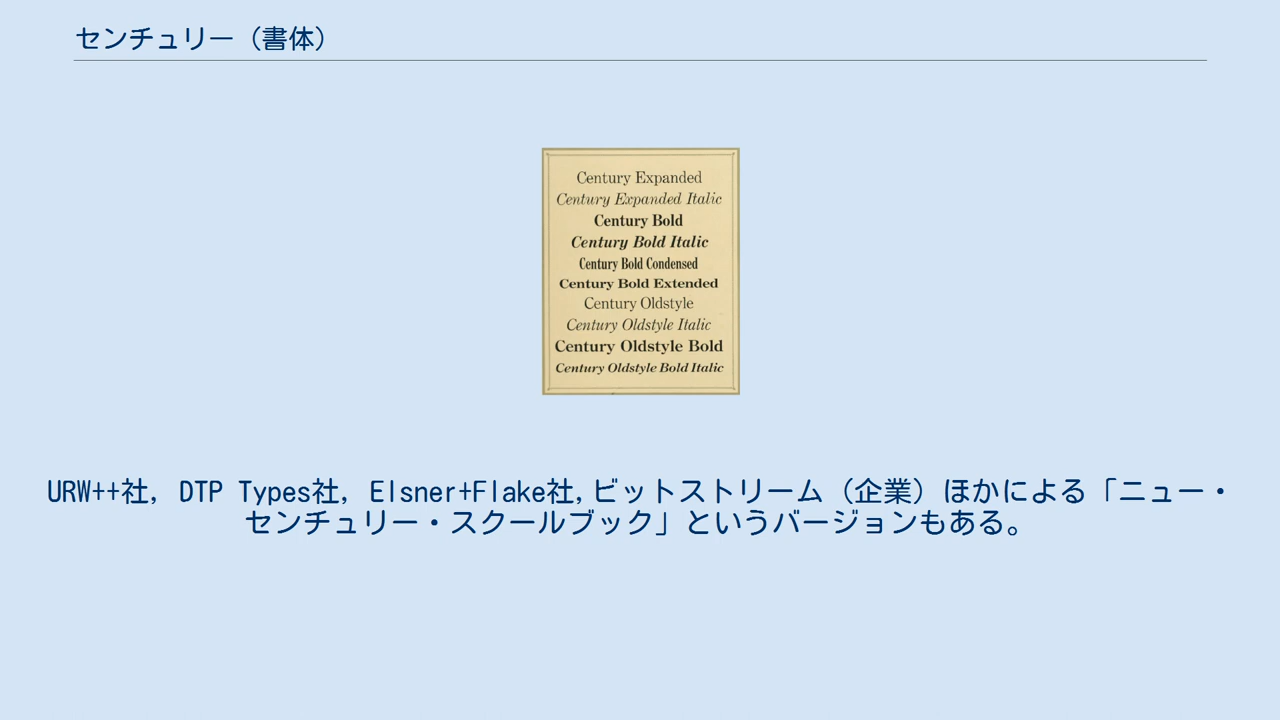 センチュリー（書体）
Century Expanded
Century Expanded Italic
Century Bold
Century Bold Italic
Century Bold Condensed
Century Bold Extended
Century Oldstyle
Century Oldstyle Italic
Century Oldstyle Bold
Century Oldstyle Bold Italic
URW++社, DTP Types社, Elsner+Flake社,ビットストリーム（企業）ほかによる「ニュー・
センチュリー・スクールブック」というバージョンもある。